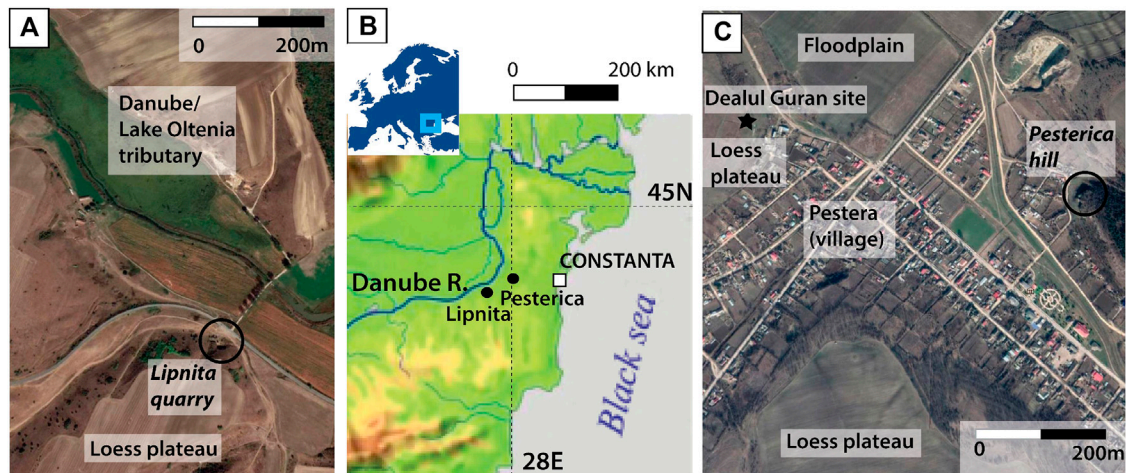 A
0 200m
Danube/
Lake Oltenia
tributary
Lipnita
quarry
Loess plateau
B
0 200 km
45N
CONSTANTA
Danube R.
Pesterica
Lipnita
Black sea
28E
C
Floodplain
Dealul Guran site
Loess
plateau
Pesterica
hill
Pestera
(village)
Loess plateau
0 200m